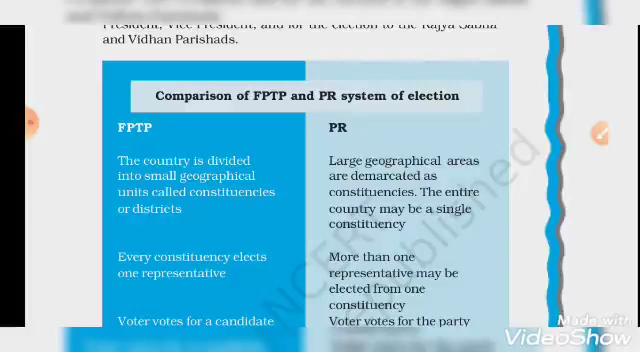 President, Vice President, and for the election to the Rajya Sabha
and Vidhan Parishads.
Comparison of FPTP and PR system of election
FPTP
PR
The country is divided
into small geographical
units called constituencies
or districts
Large geographical areas
are demarcated as
constituencies. The entire
country may be a single
constituency
Every constituency elects
one representative
More than one
representative may be
elected from one
constituency
Voter votes for a candidate
Voter votes for the party
NCERT
published
Made with
VideoShow